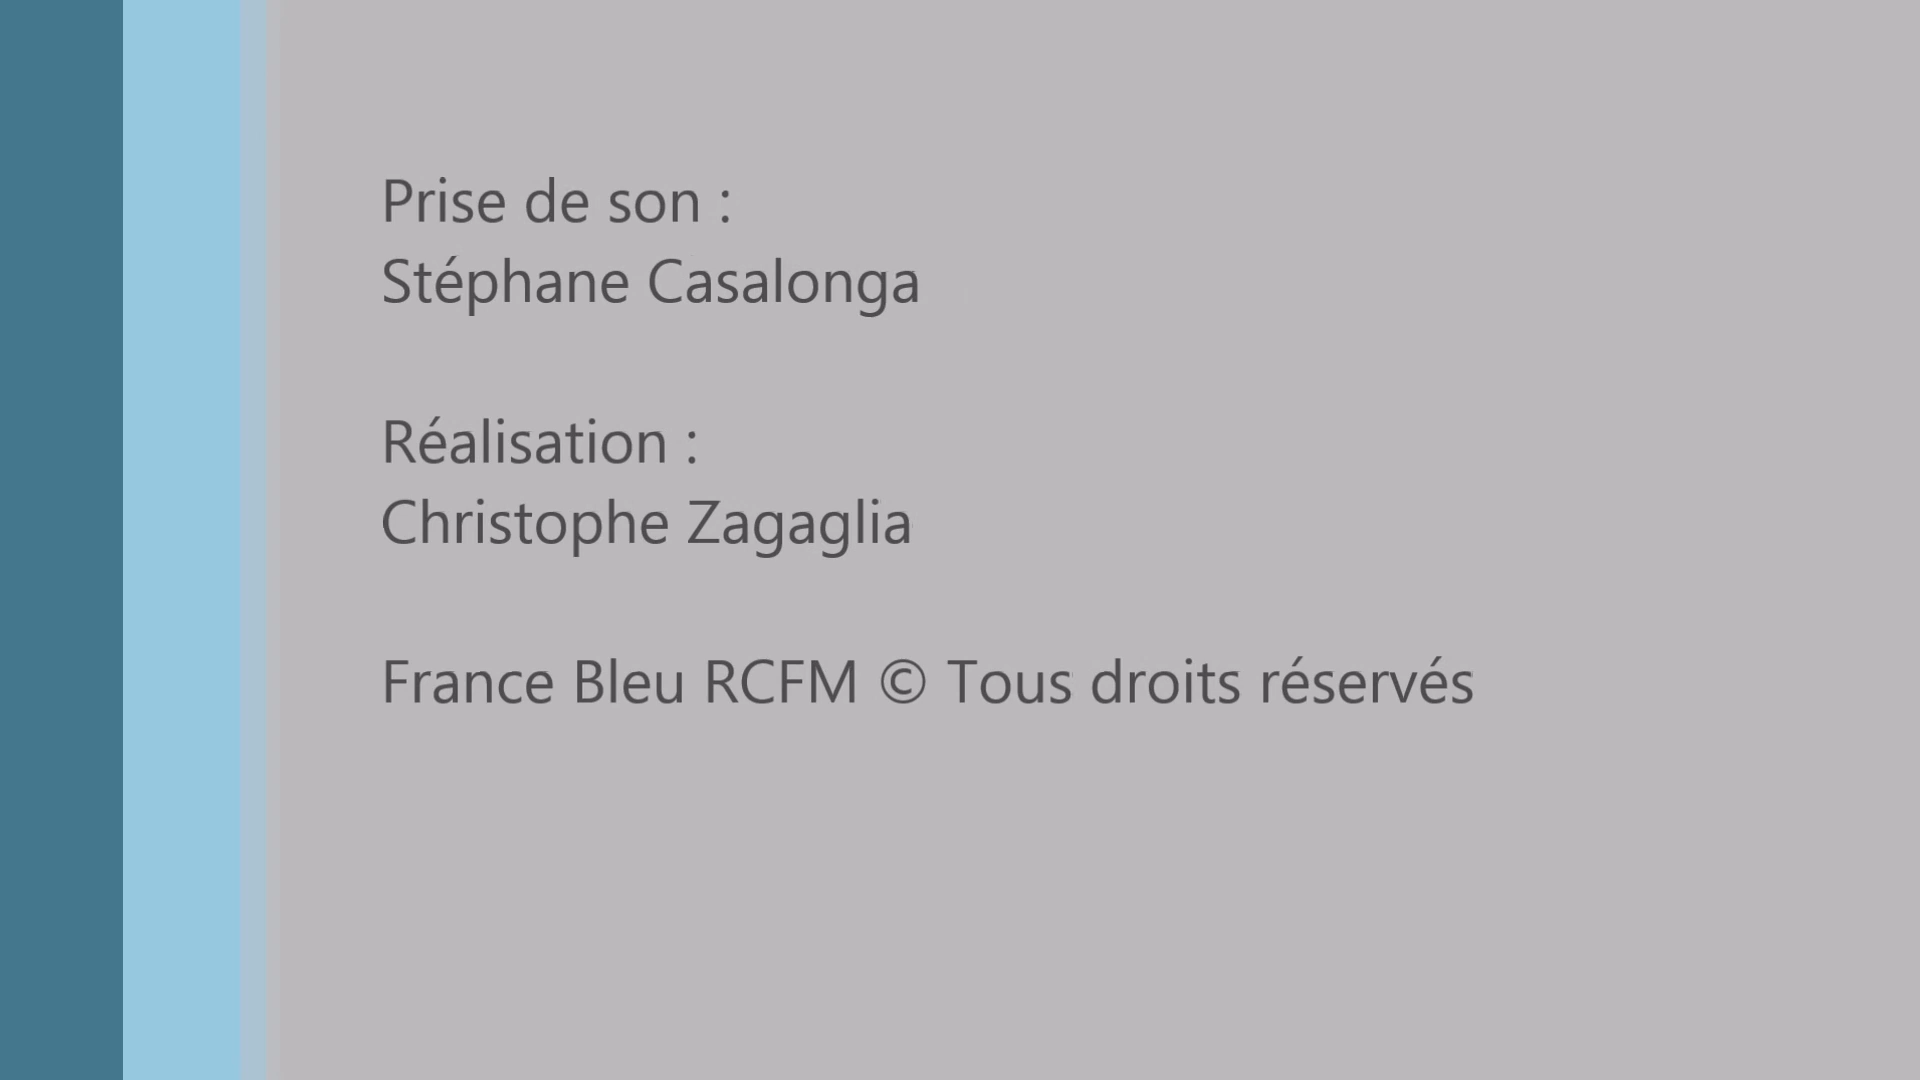 Prise de son :
Stéphane Casalonga
Réalisation :
Christophe Zagaglia
France Bleu RCFM © Tous droits réservés